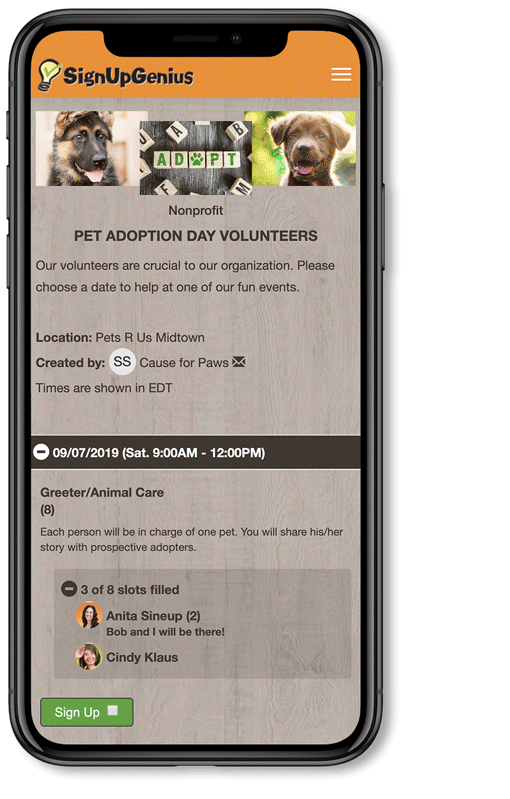 SignUpGenius
A B
ADOPT
F M
Nonprofit
PET ADOPTION DAY VOLUNTEERS
Our volunteers are crucial to our organization. Please
choose a date to help at one of our fun events.
Location: Pets R Us Midtown
Created by: SS Cause for Paws
Times are shown in EDT
09/07/2019 (Sat. 9:00AM - 12:00PM)
Greeter/Animal Care
(8)
Each person will be in charge of one pet. You will share his/her
story with prospective adopters.
3 of 8 slots filled
Anita Sineup (2)
Bob and I will be there!
Cindy Klaus
Sign Up